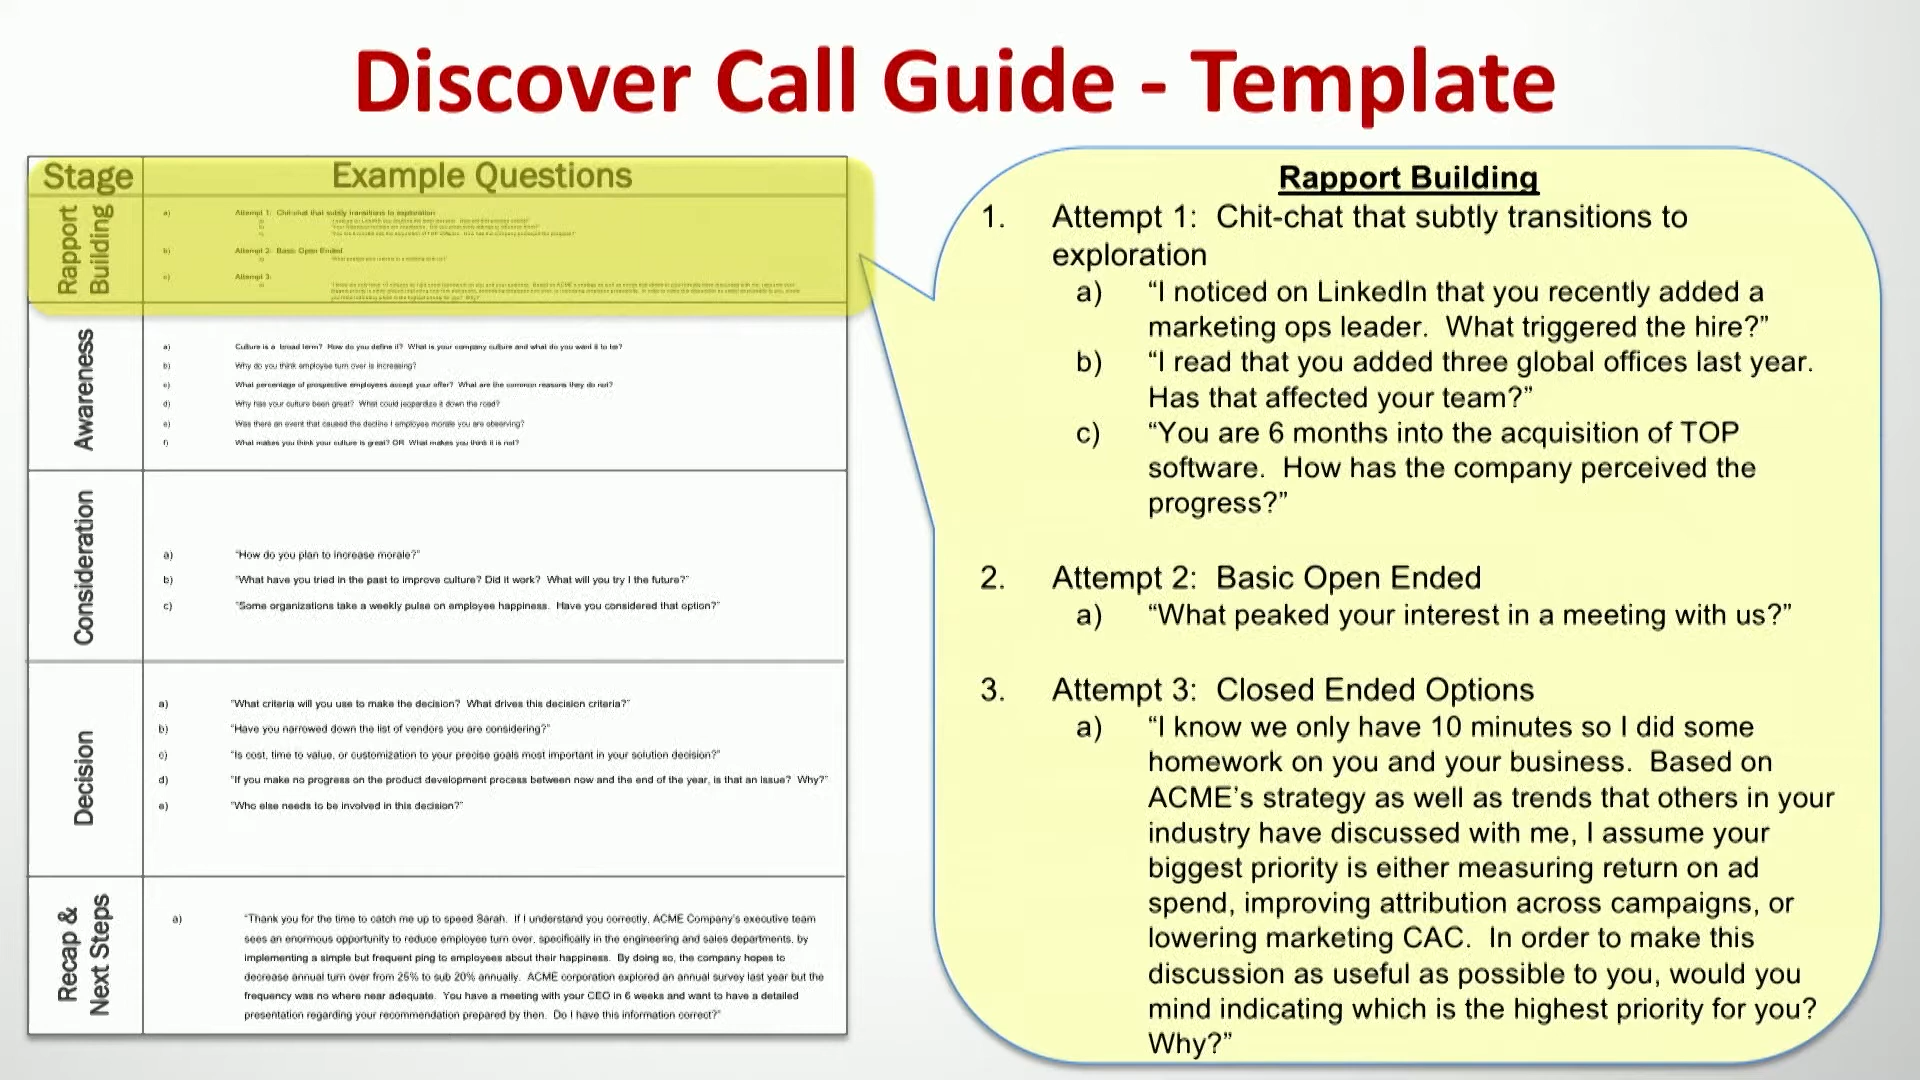 Discover Call Guide - Template
Stage
Example Questions
Rapport
Building
a) Attempt 1: Chit-chat that subtly transitions to exploration
b) Attempt 2: Basic Open Ended
c) Attempt 3:
Awareness
a) Culture is a broad term? How do you define it? What is your company culture and what do you want it to be?
b) Why do you think employee turn over is increasing?
c) What percentage of prospective employees accept your offer? What are the common reasons they do not?
d) Why has your culture been great? What could jeopardize it down the road?
e) Was there an event that caused the decline I employee morale you are observing?
f) What makes you think your culture is great? OR What makes you think it is not?
Consideration
a) "How do you plan to increase morale?"
b) "What have you tried in the past to improve culture? Did it work? What will you try I the future?"
c) "Some organizations take a weekly pulse on employee happiness. Have you considered that option?"
Decision
a) "What criteria will you use to make the decision? What drives this decision criteria?"
b) "Have you narrowed down the list of vendors you are considering?"
c) "Is cost, time to value, or customization to your precise goals most important in your solution decision?"
d) "If you make no progress on the product development process between now and the end of the year, is that an issue? Why?"
e) "Who else needs to be involved in this decision?"
Recap &
Next Steps
a) "Thank you for the time to catch me up to speed Sarah. If I understand you correctly, ACME Company's executive team
sees an enormous opportunity to reduce employee turn over, specifically in the engineering and sales departments, by
implementing a simple but frequent ping to employees about their happiness. By doing so, the company hopes to
decrease annual turn over from 25% to sub 20% annually. ACME corporation explored an annual survey last year but the
frequency was no where near adequate. You have a meeting with your CEO in 6 weeks and want to have a detailed
presentation regarding your recommendation prepared by then. Do I have this information correct?"
Rapport Building
1. Attempt 1: Chit-chat that subtly transitions to
exploration
a) “I noticed on LinkedIn that you recently added a
marketing ops leader. What triggered the hire?”
b) “I read that you added three global offices last year.
Has that affected your team?”
c) “You are 6 months into the acquisition of TOP
software. How has the company perceived the
progress?”
2. Attempt 2: Basic Open Ended
a) “What peaked your interest in a meeting with us?”
3. Attempt 3: Closed Ended Options
a) “I know we only have 10 minutes so I did some
homework on you and your business. Based on
ACME’s strategy as well as trends that others in your
industry have discussed with me, I assume your
biggest priority is either measuring return on ad
spend, improving attribution across campaigns, or
lowering marketing CAC. In order to make this
discussion as useful as possible to you, would you
mind indicating which is the highest priority for you?
Why?”